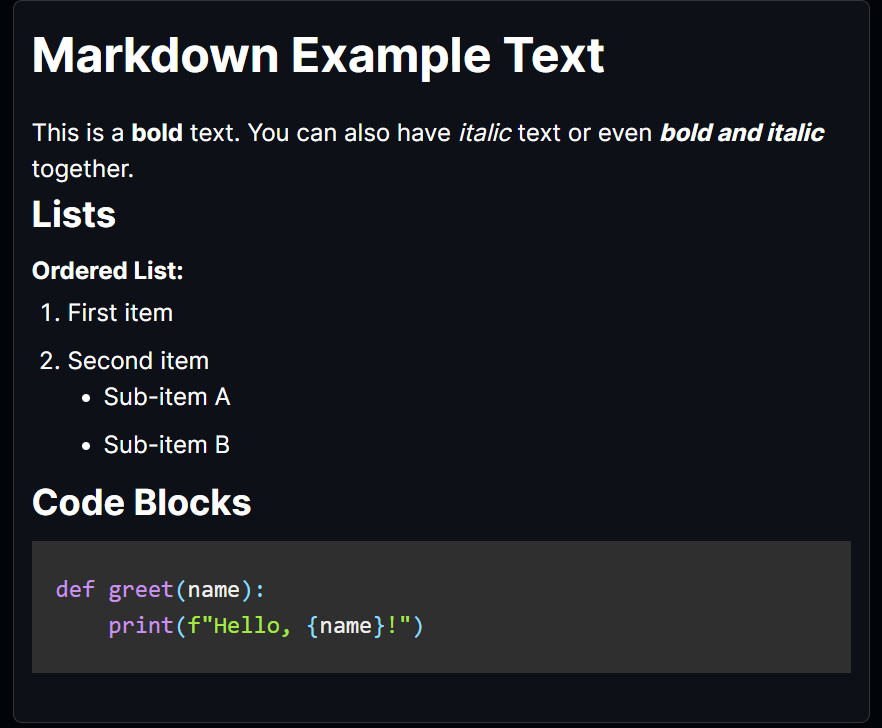 Markdown Example Text
This is a bold text. You can also have italic text or even bold and italic
together.
Lists
Ordered List:
1. First item
2. Second item
• Sub-item A
• Sub-item B
Code Blocks
def greet(name):
    print(f"Hello, {name}!")